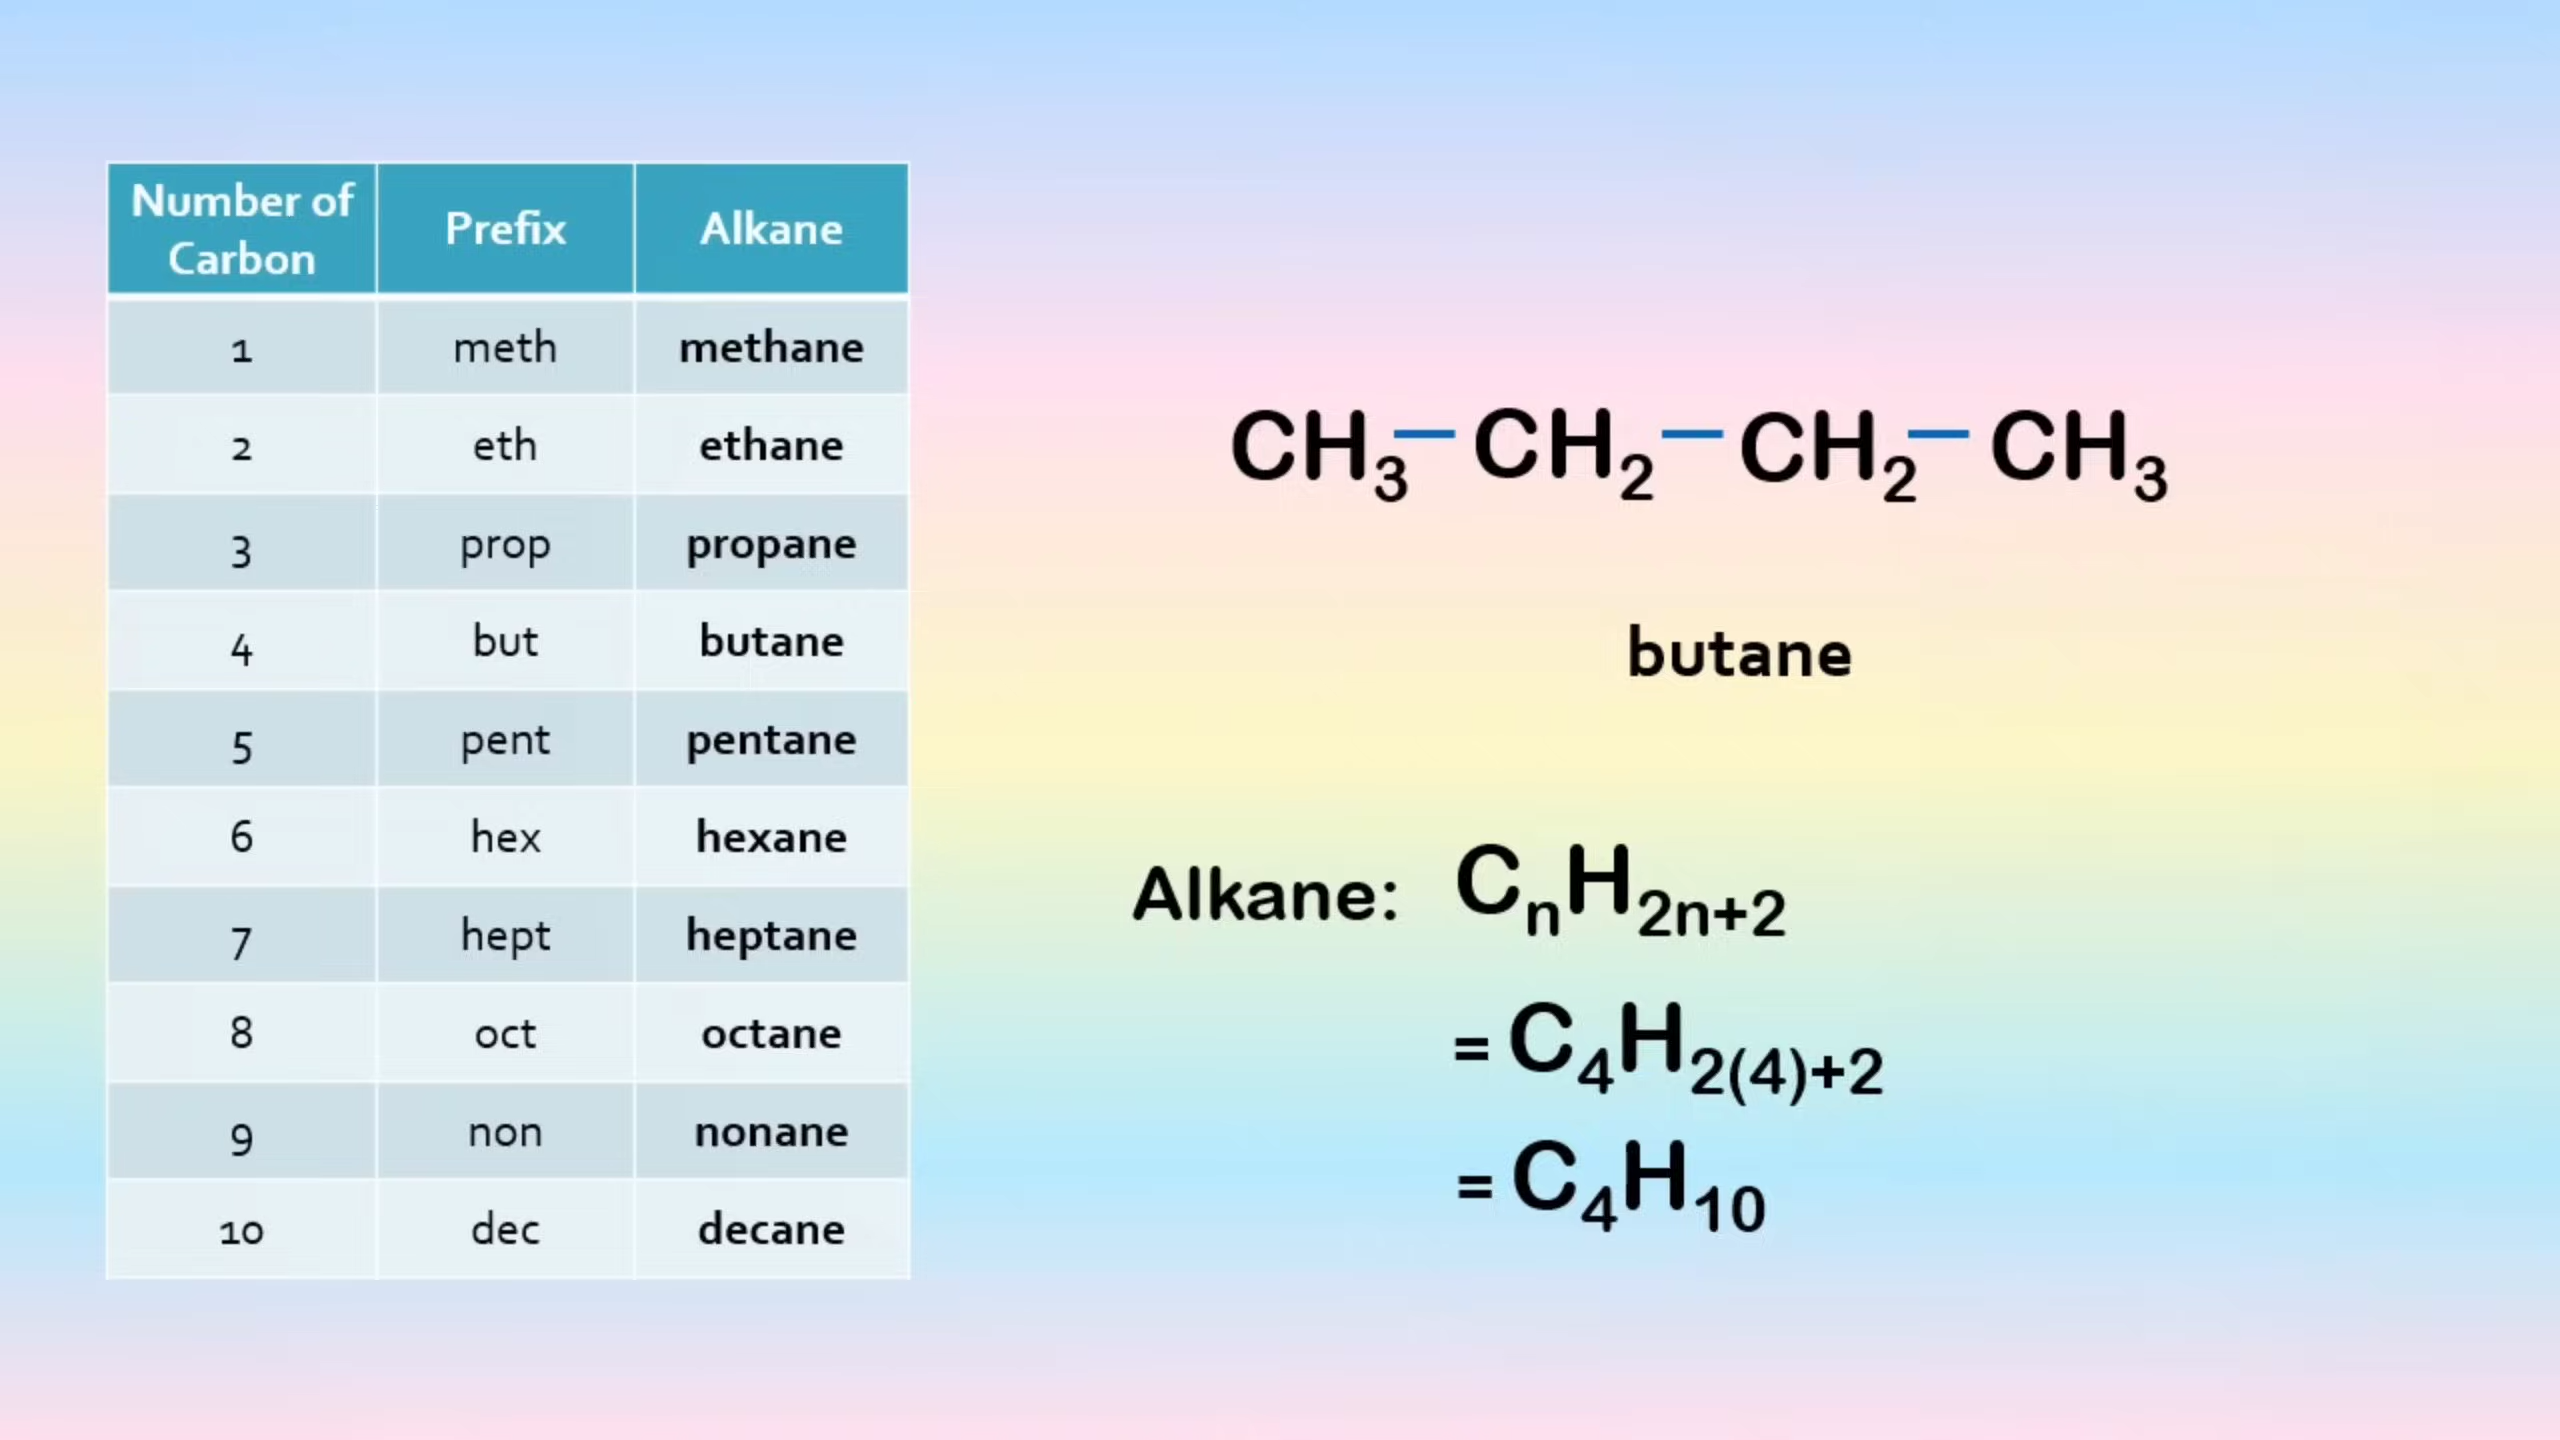 Number of Carbon Prefix Alkane
1 meth methane
2 eth ethane
3 prop propane
4 but butane
5 pent pentane
6 hex hexane
7 hept heptane
8 oct octane
9 non nonane
10 dec decane
CH₃ — CH₂ — CH₂ — CH₃
butane
Alkane: CₙH₂ₙ₊₂
= C₄H₂₍₄₎₊₂
= C₄H₁₀